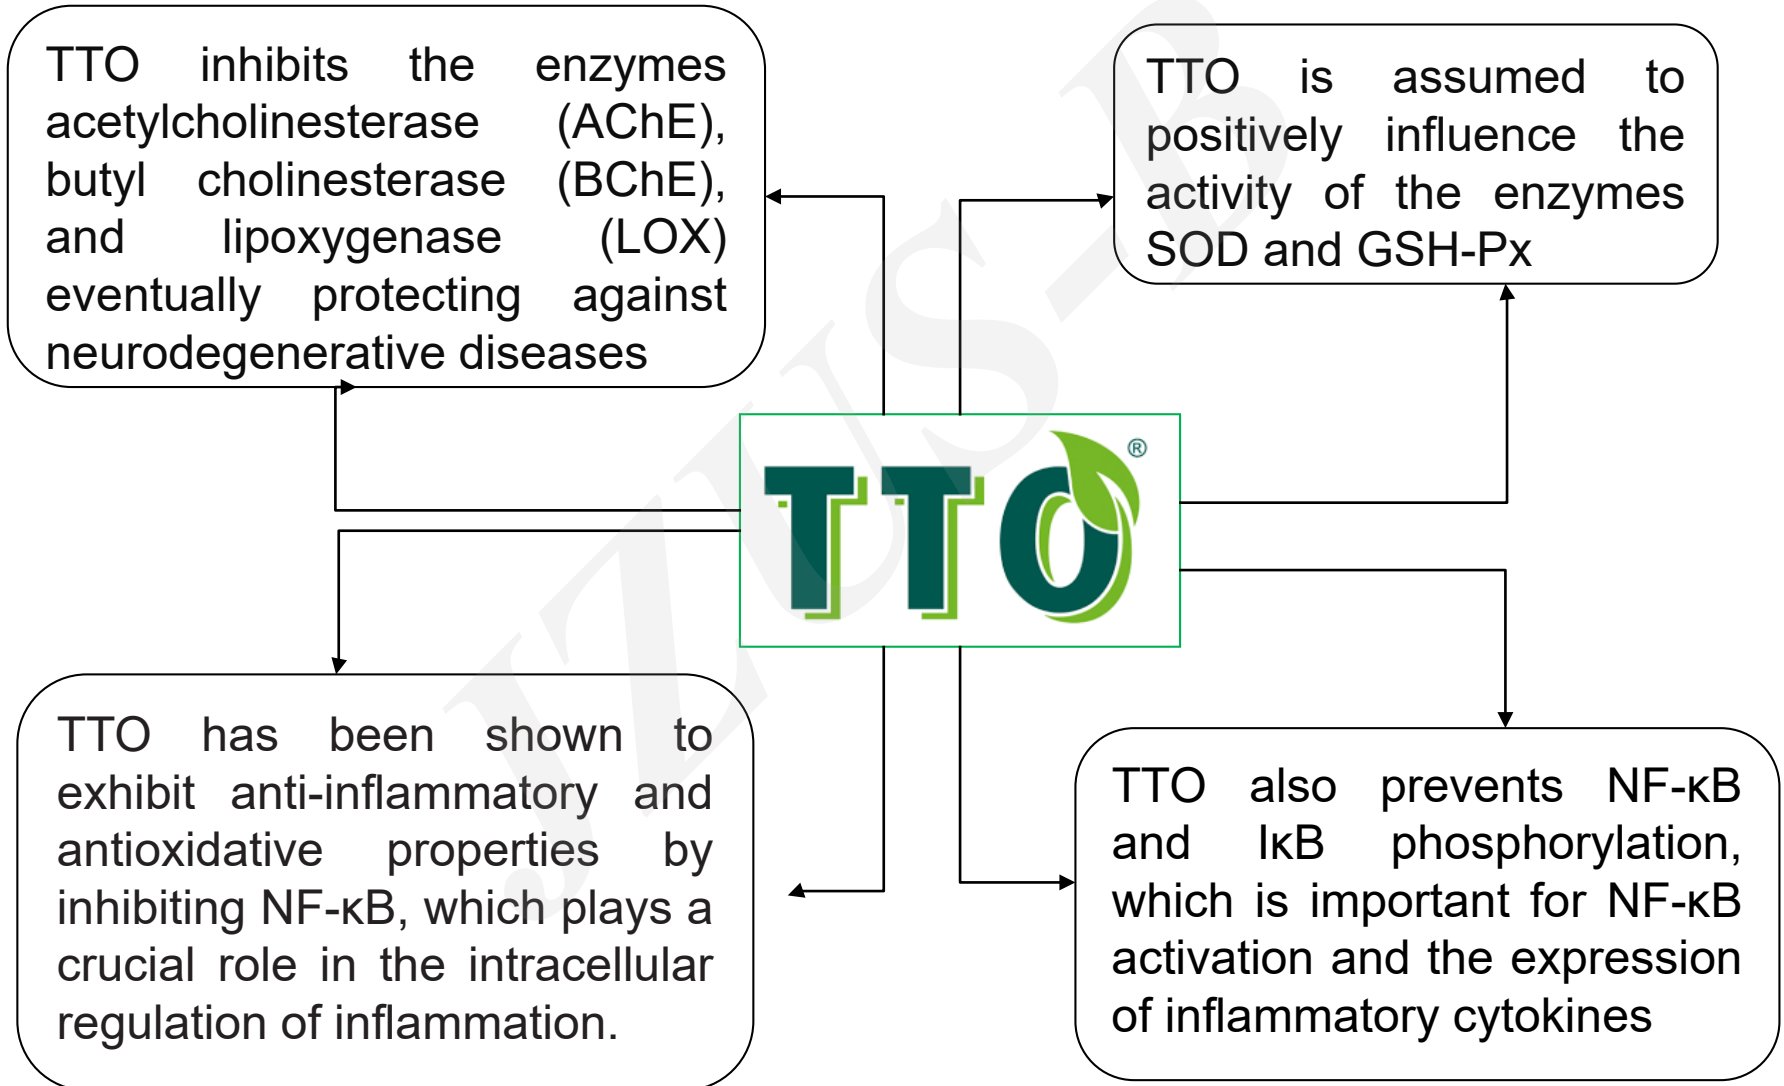 TTO inhibits the enzymes
acetylcholinesterase (AChE),
butyl cholinesterase (BChE),
and lipoxygenase (LOX)
eventually protecting against
neurodegenerative diseases
TTO is assumed to
positively influence the
activity of the enzymes
SOD and GSH-Px
TTO®
TTO has been shown to
exhibit anti-inflammatory and
antioxidative properties by
inhibiting NF-κB, which plays a
crucial role in the intracellular
regulation of inflammation.
TTO also prevents NF-κB
and IκB phosphorylation,
which is important for NF-κB
activation and the expression
of inflammatory cytokines
JZUS-B